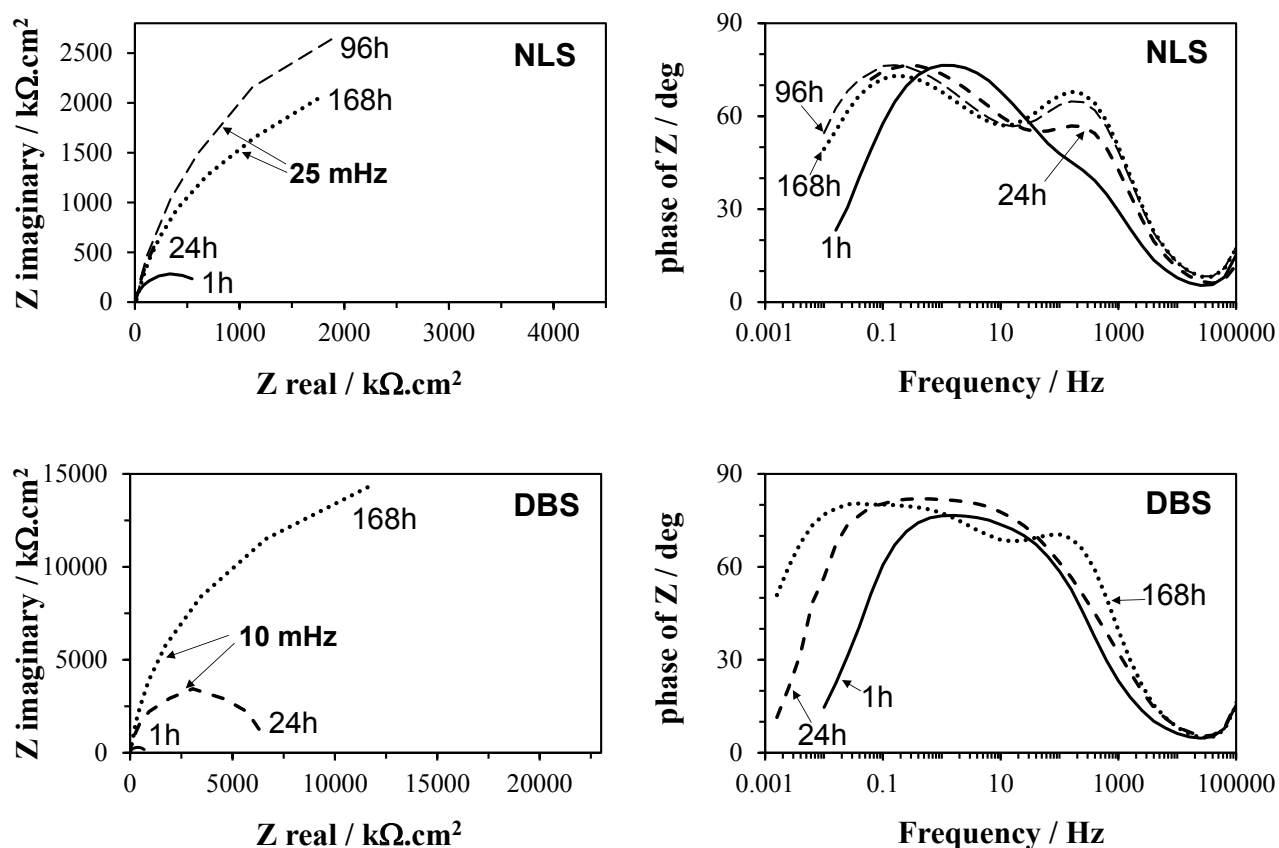 Z imaginary / kΩ.cm²
2500
2000
1500
1000
500
0
96h
168h
25 mHz
24h
1h
NLS
0
1000
2000
3000
4000
Z real / kΩ.cm²
phase of Z / deg
90
60
30
0
96h
168h
1h
24h
NLS
0.001
0.1
10
1000
100000
Frequency / Hz
Z imaginary / kΩ.cm²
15000
10000
5000
0
168h
10 mHz
1h
24h
DBS
0
5000
10000
15000
20000
Z real / kΩ.cm²
phase of Z / deg
90
60
30
0
168h
1h
24h
DBS
0.001
0.1
10
1000
100000
Frequency / Hz